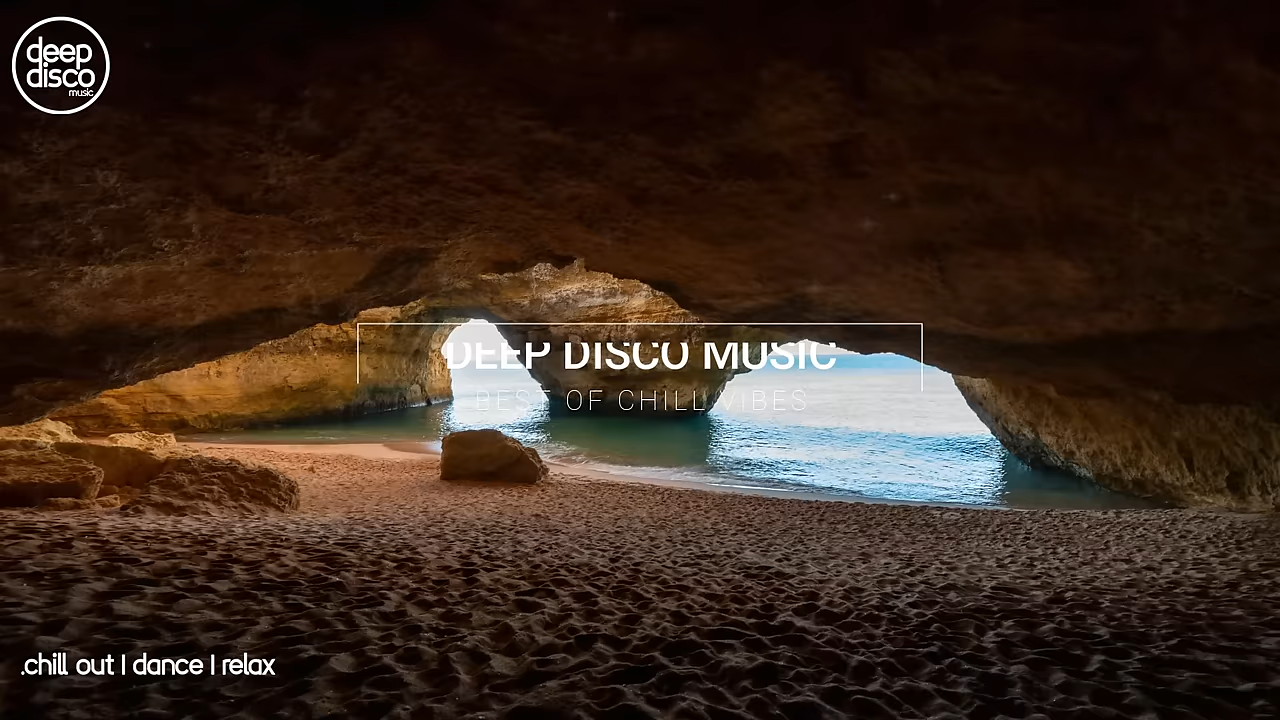 deep
disco
music
DEEP DISCO MUSIC
BEST OF CHILL VIBES
.chill out | dance | relax